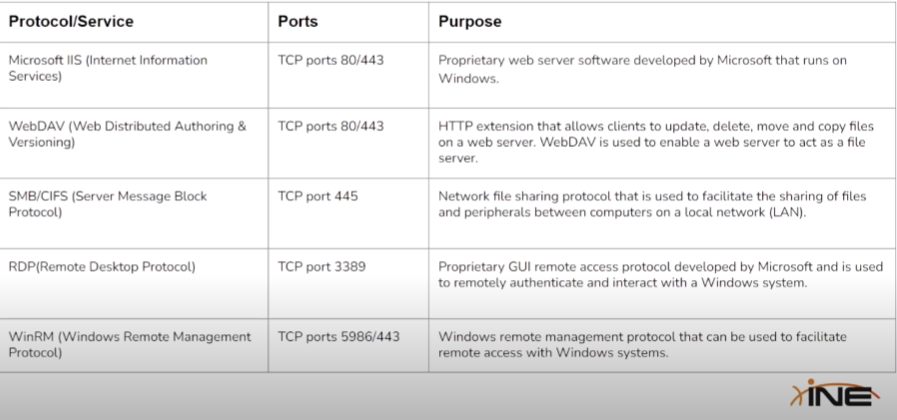 Protocol/Service Ports Purpose
Microsoft IIS (Internet Information TCP ports 80/443 Proprietary web server software developed by Microsoft that runs on
Services) Windows.
WebDAV (Web Distributed Authoring & TCP ports 80/443 HTTP extension that allows clients to update, delete, move and copy files
Versioning) on a web server. WebDAV is used to enable a web server to act as a file
server.
SMB/CIFS (Server Message Block TCP port 445 Network file sharing protocol that is used to facilitate the sharing of files
Protocol) and peripherals between computers on a local network (LAN).
RDP(Remote Desktop Protocol) TCP port 3389 Proprietary GUI remote access protocol developed by Microsoft and is used
to remotely authenticate and interact with a Windows system.
WinRM (Windows Remote Management TCP ports 5986/443 Windows remote management protocol that can be used to facilitate
Protocol) remote access with Windows systems.
INE